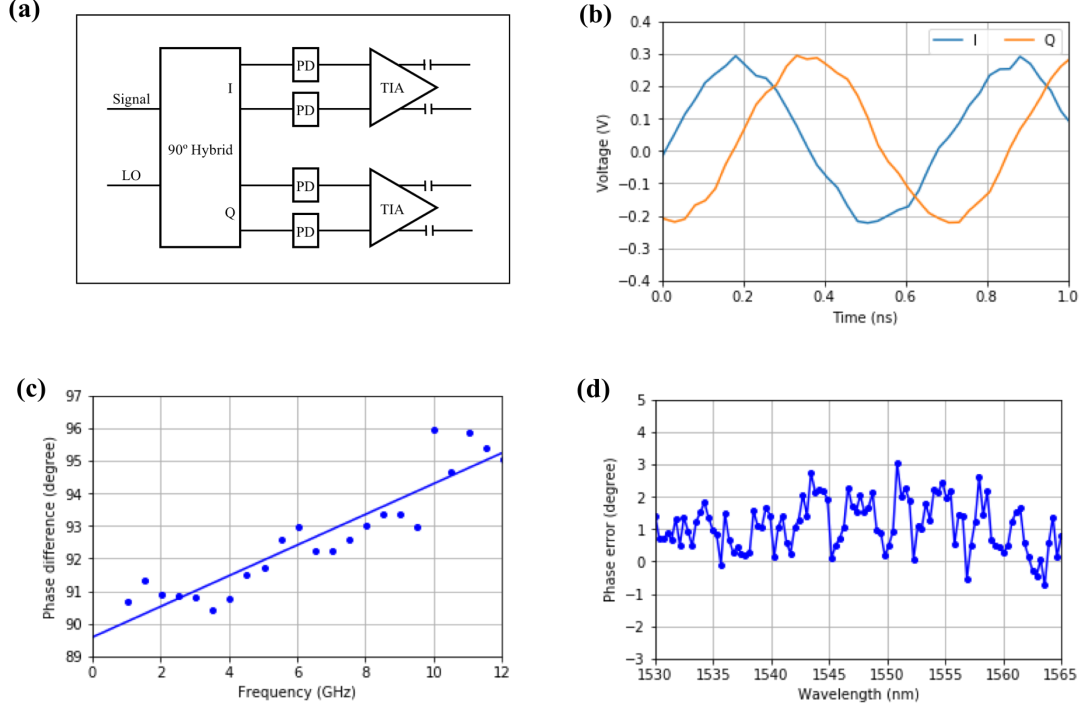 (a)
Signal
LO
90º Hybrid
I
Q
PD
PD
PD
PD
TIA
TIA
(b)
I Q
Voltage (V)
0.4
0.3
0.2
0.1
0.0
−0.1
−0.2
−0.3
−0.4
0.0 0.2 0.4 0.6 0.8 1.0
Time (ns)
(c)
Phase difference (degree)
97
96
95
94
93
92
91
90
89
0 2 4 6 8 10 12
Frequency (GHz)
(d)
Phase error (degree)
5
4
3
2
1
0
−1
−2
−3
1530 1535 1540 1545 1550 1555 1560 1565
Wavelength (nm)